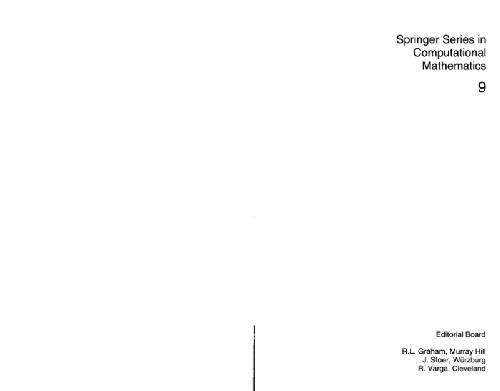 Springer Series in
Computational
Mathematics
9
Editorial Board
R.L. Graham, Murray Hill
J. Stoer, Würzburg
R. Varga, Cleveland